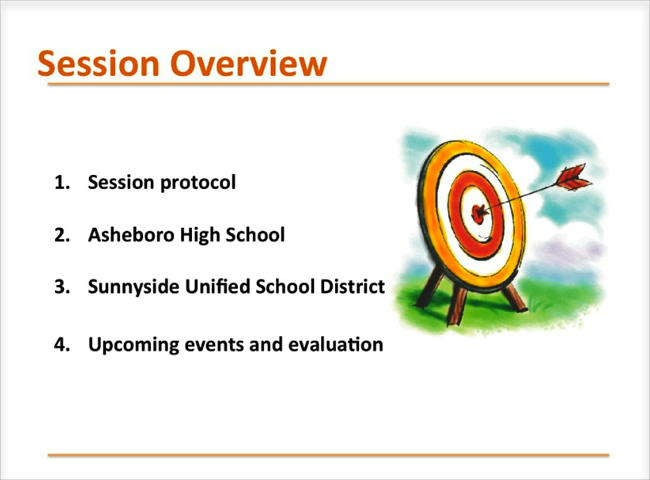 Session Overview
1. Session protocol
2. Asheboro High School
3. Sunnyside Unified School District
4. Upcoming events and evaluation